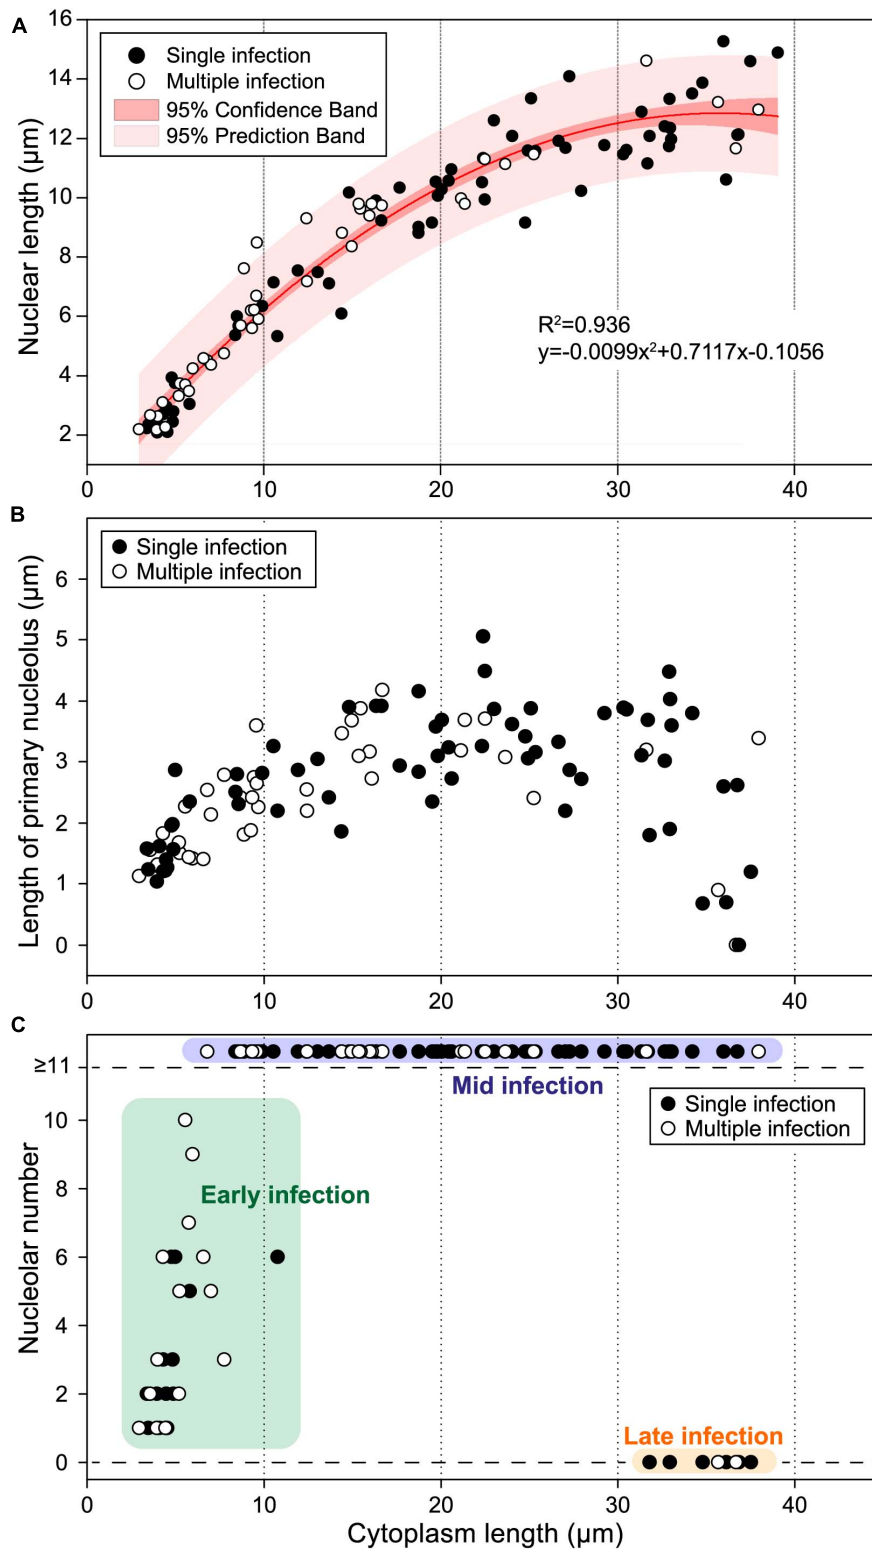 A
16
14
12
10
8
6
4
2
Nuclear length (μm)
Single infection
Multiple infection
95% Confidence Band
95% Prediction Band
R²=0.936
y=-0.0099x²+0.7117x-0.1056
0 10 20 30 40
B
Single infection
Multiple infection
6
5
4
3
2
1
0
Length of primary nucleolus (μm)
0 10 20 30 40
C
≥11
10
8
6
4
2
0
Nucleolar number
Mid infection
Single infection
Multiple infection
Early infection
Late infection
0 10 20 30 40
Cytoplasm length (μm)